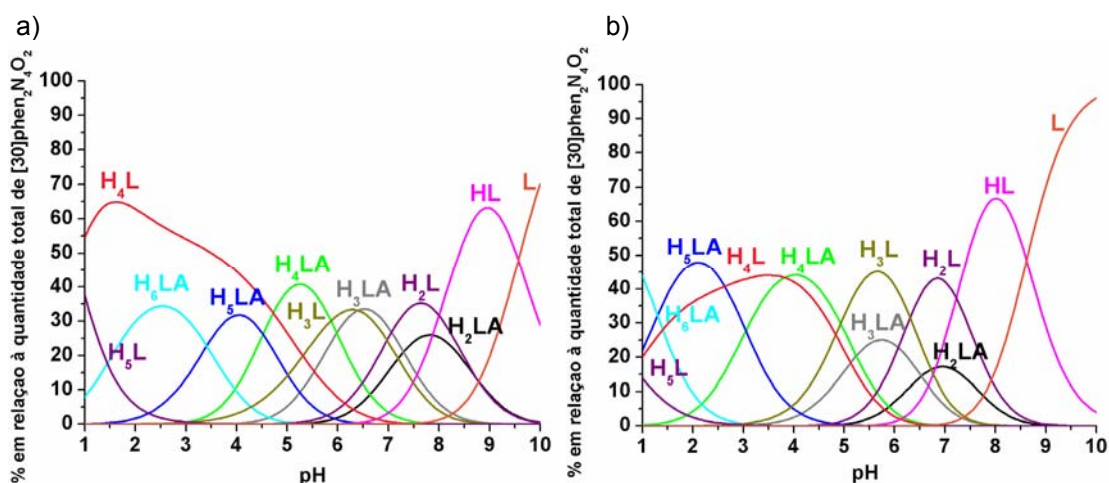 a)
b)
% em relaçao à quantidade total de [30]phen₂N₄O₂
100
90
80
70
60
50
40
30
20
10
0
H₄L
H₆LA
H₅L
H₅LA
H₄LA
H₃L
H₃LA
H₂L
H₂LA
HL
L
1 2 3 4 5 6 7 8 9 10
pH
% em relaçao à quantidade total de [30]phen₂N₄O₂
100
90
80
70
60
50
40
30
20
10
0
H₅LA
H₄L
H₆LA
H₅L
H₄LA
H₃L
H₃LA
H₂L
H₂LA
HL
L
1 2 3 4 5 6 7 8 9 10
pH